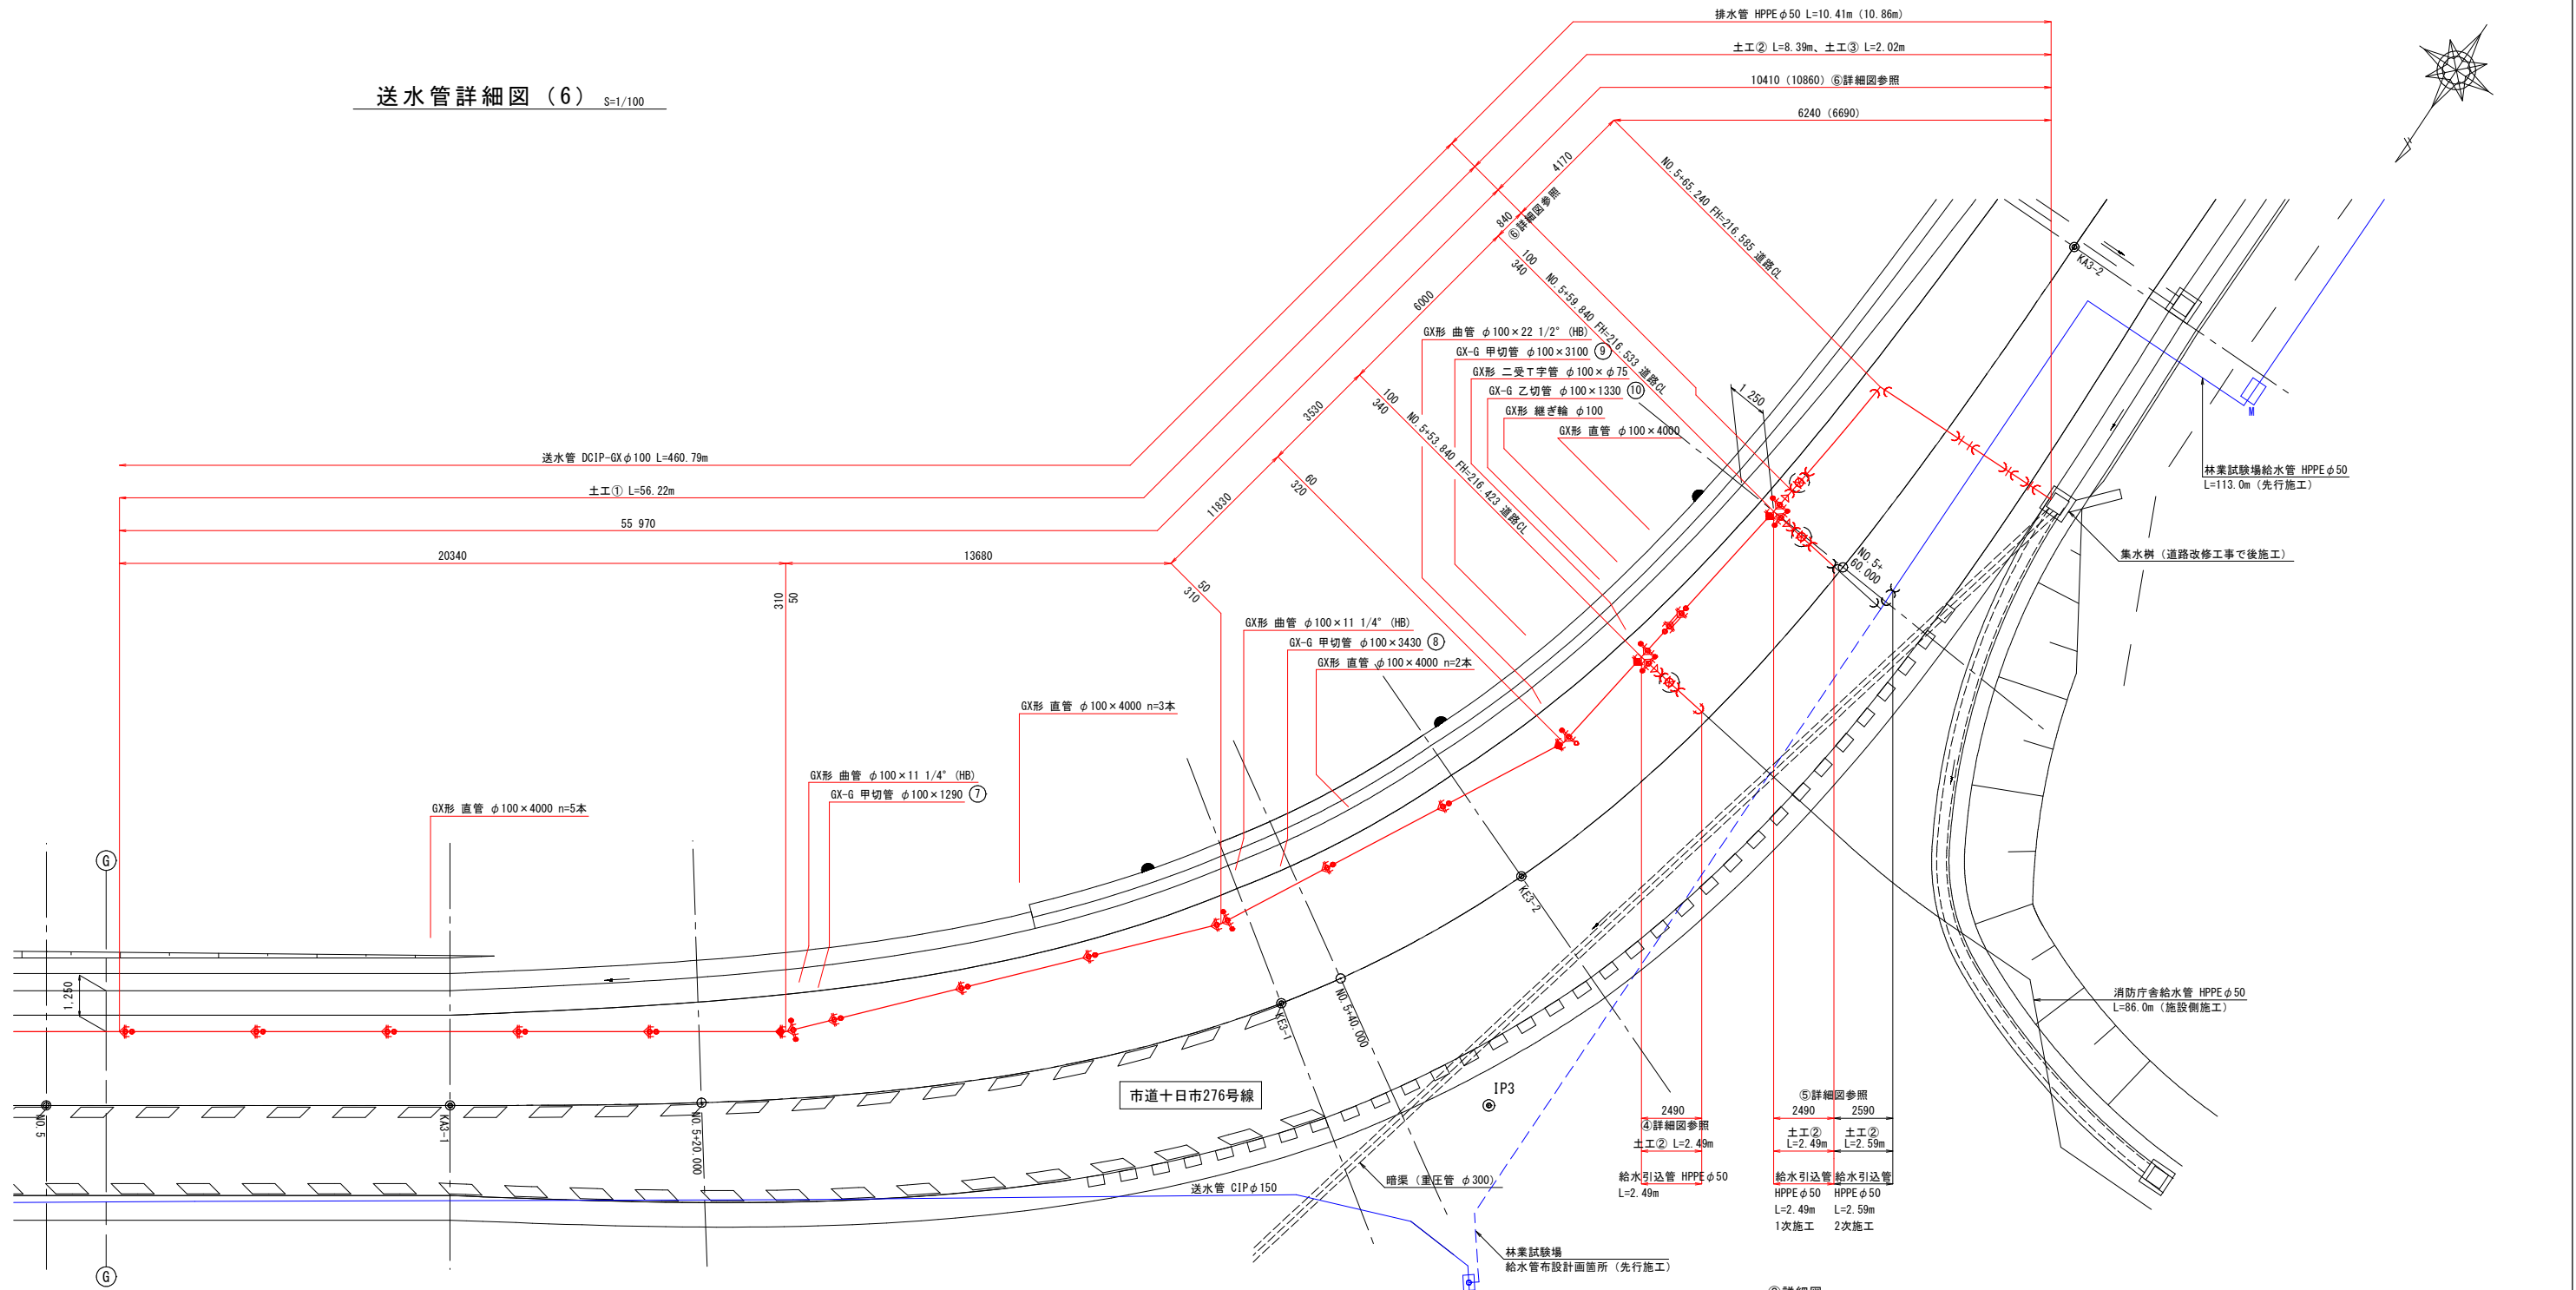 送水管詳細図（6） S=1/100
排水管 HPPEφ50 L=10.41m (10.86m)
土工② L=8.39m、土工③ L=2.02m
10410 (10860) ⑥詳細図参照
6240 (6690)
4170
840
⑥詳細図参照
NO.5+65.240 FH=216.585 道路CL
100
340
NO.5+59.840 FH=216.533 道路CL
6000
3530
100
340
NO.5+53.840 FH=216.423 道路CL
60
320
11830
GX形 曲管 φ100×22 1/2° (HB)
GX-G 甲切管 φ100×3100 ⑨
GX形 二受T字管 φ100×φ75
GX-G 乙切管 φ100×1330 ⑩
GX形 継ぎ輪 φ100
GX形 直管 φ100×4000
1,250
KA3-2
林業試験場給水管 HPPEφ50
L=113.0m（先行施工）
M
集水桝（道路改修工事で後施工）
NO.5+
60.000
送水管 DCIP-GXφ100 L=460.79m
土工① L=56.22m
55 970
20340
13680
310
50
50
310
GX形 曲管 φ100×11 1/4° (HB)
GX-G 甲切管 φ100×3430 ⑧
GX形 直管 φ100×4000 n=2本
GX形 直管 φ100×4000 n=3本
GX形 曲管 φ100×11 1/4° (HB)
GX-G 甲切管 φ100×1290 ⑦
GX形 直管 φ100×4000 n=5本
G
1,250
KE3-2
KE3-1
NO.5+40.000
消防庁舎給水管 HPPEφ50
L=86.0m（施設側施工）
市道十日市276号線
IP3
NO.5
KA3-1
NO.5+20.000
⑤詳細図参照
2490
2490
2590
④詳細図参照
土工② L=2.49m
土工②
L=2.49m
土工②
L=2.59m
給水引込管 HPPEφ50
L=2.49m
給水引込管
HPPEφ50
L=2.49m
1次施工
給水引込管
HPPEφ50
L=2.59m
2次施工
暗渠（重圧管 φ300）
送水管 CIPφ150
林業試験場
給水管布設計画箇所（先行施工）
G